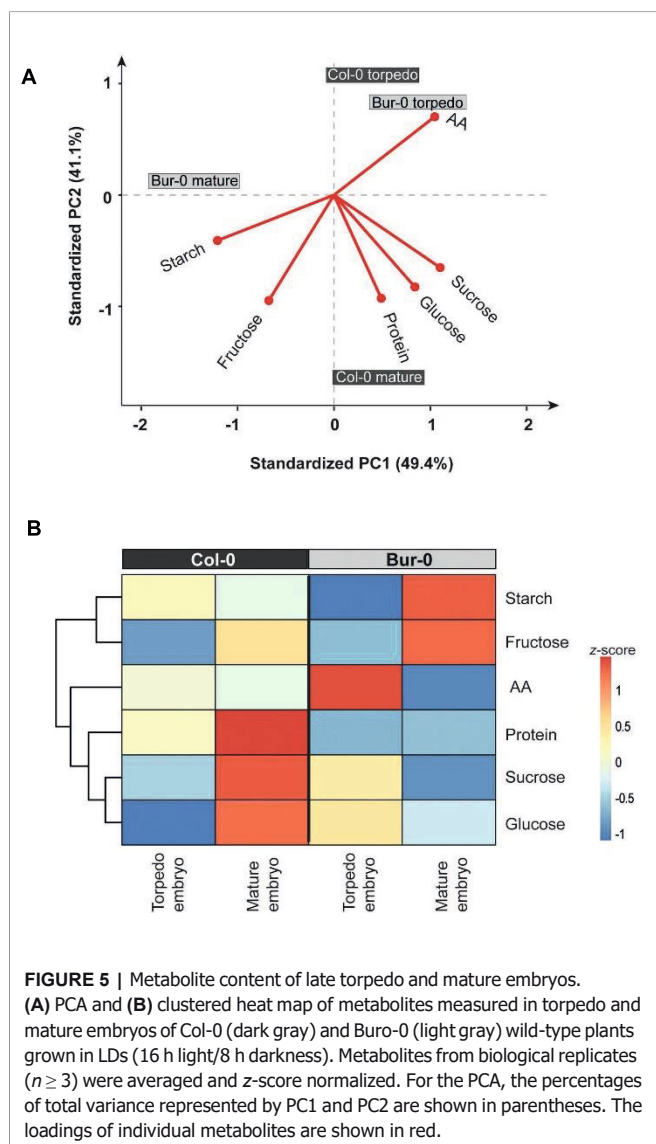 A
Standardized PC2 (41.1%)
1
0
-1
Col-0 torpedo
Bur-0 torpedo
AA
Bur-0 mature
Starch
Fructose
Protein
Glucose
Sucrose
Col-0 mature
-2
-1
0
1
2
Standardized PC1 (49.4%)
B
Col-0
Bur-0
Starch
Fructose
AA
Protein
Sucrose
Glucose
z-score
1
0.5
0
-0.5
-1
Torpedo
embryo
Mature
embryo
Torpedo
embryo
Mature
embryo
FIGURE 5 | Metabolite content of late torpedo and mature embryos.
(A) PCA and (B) clustered heat map of metabolites measured in torpedo and
mature embryos of Col-0 (dark gray) and Buro-0 (light gray) wild-type plants
grown in LDs (16 h light/8 h darkness). Metabolites from biological replicates
(n ≥ 3) were averaged and z-score normalized. For the PCA, the percentages
of total variance represented by PC1 and PC2 are shown in parentheses. The
loadings of individual metabolites are shown in red.